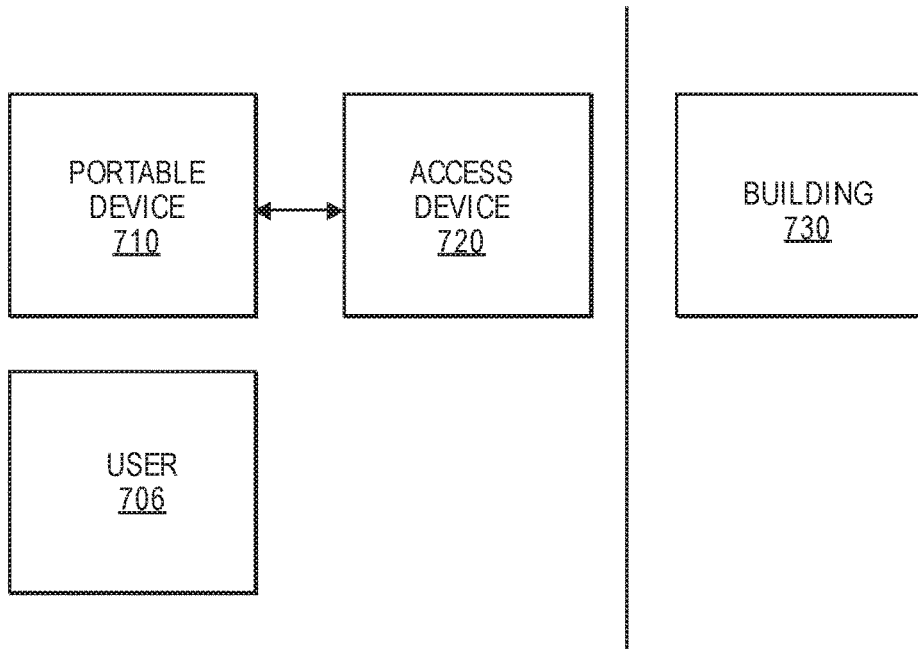 PORTABLE
DEVICE
710
ACCESS
DEVICE
720
BUILDING
730
USER
706